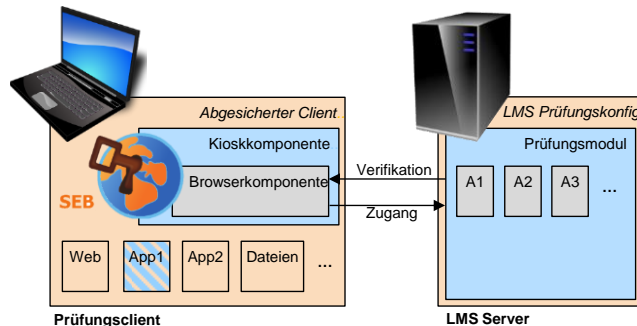 Abgesicherter Client
LMS Prüfungskonfig
Kioskkomponente
Prüfungsmodul
Browserkomponente
Verifikation
A1
A2
A3
...
SEB
Zugang
Web
App1
App2
Dateien
...
Prüfungsclient
LMS Server